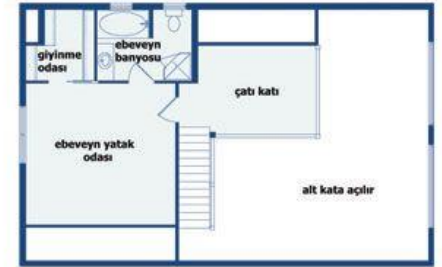 giyinme
odası
ebeveyn
banyosu
çatı katı
ebeveyn yatak
odası
alt kata açılır